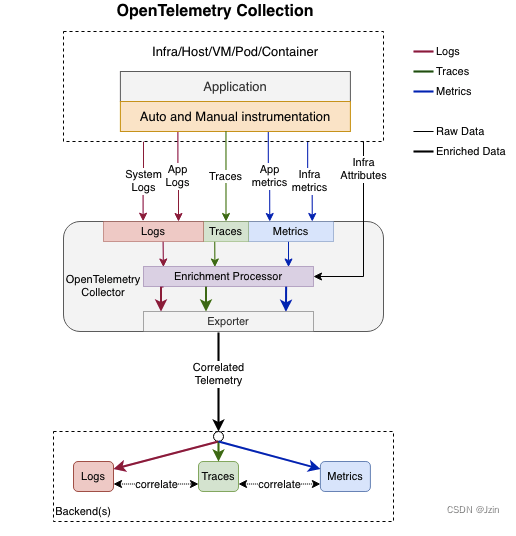 OpenTelemetry Collection
Infra/Host/VM/Pod/Container
Application
Auto and Manual instrumentation
Logs
Traces
Metrics
Raw Data
Enriched Data
System
Logs
App
Logs
Traces
App
metrics
Infra
metrics
Infra
Attributes
Logs
Traces
Metrics
OpenTelemetry
Collector
Enrichment Processor
Exporter
Correlated
Telemetry
Logs
correlate
Traces
correlate
Metrics
Backend(s)
CSDN @Jzin